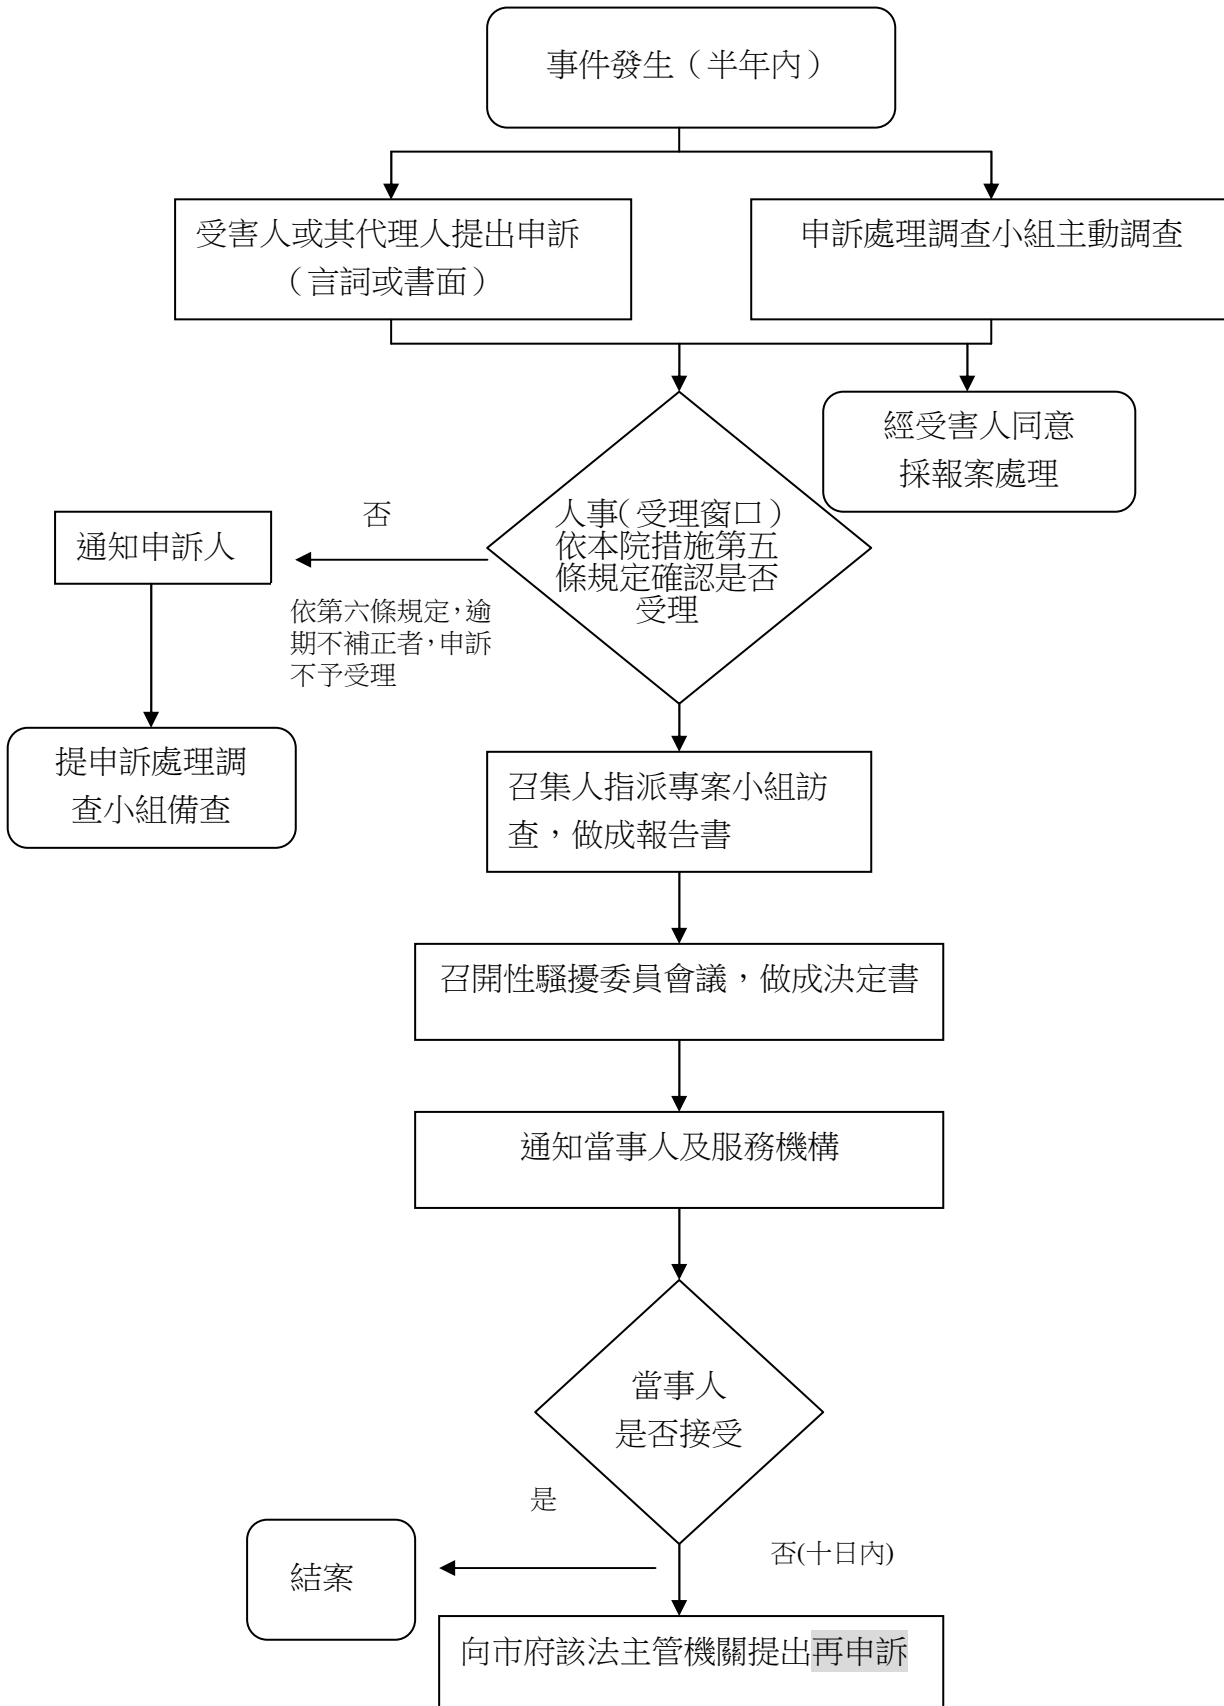 事件發生（半年內）
受害人或其代理人提出申訴
（言詞或書面）
申訴處理調查小組主動調查
經受害人同意
採報案處理
人事(受理窗口)
依本院措施第五
條規定確認是否
受理
否
通知申訴人
依第六條規定，逾
期不補正者，申訴
不予受理
提申訴處理調
查小組備查
召集人指派專案小組訪
查，做成報告書
召開性騷擾委員會議，做成決定書
通知當事人及服務機構
當事人
是否接受
是
否(十日內)
結案
向市府該法主管機關提出再申訴